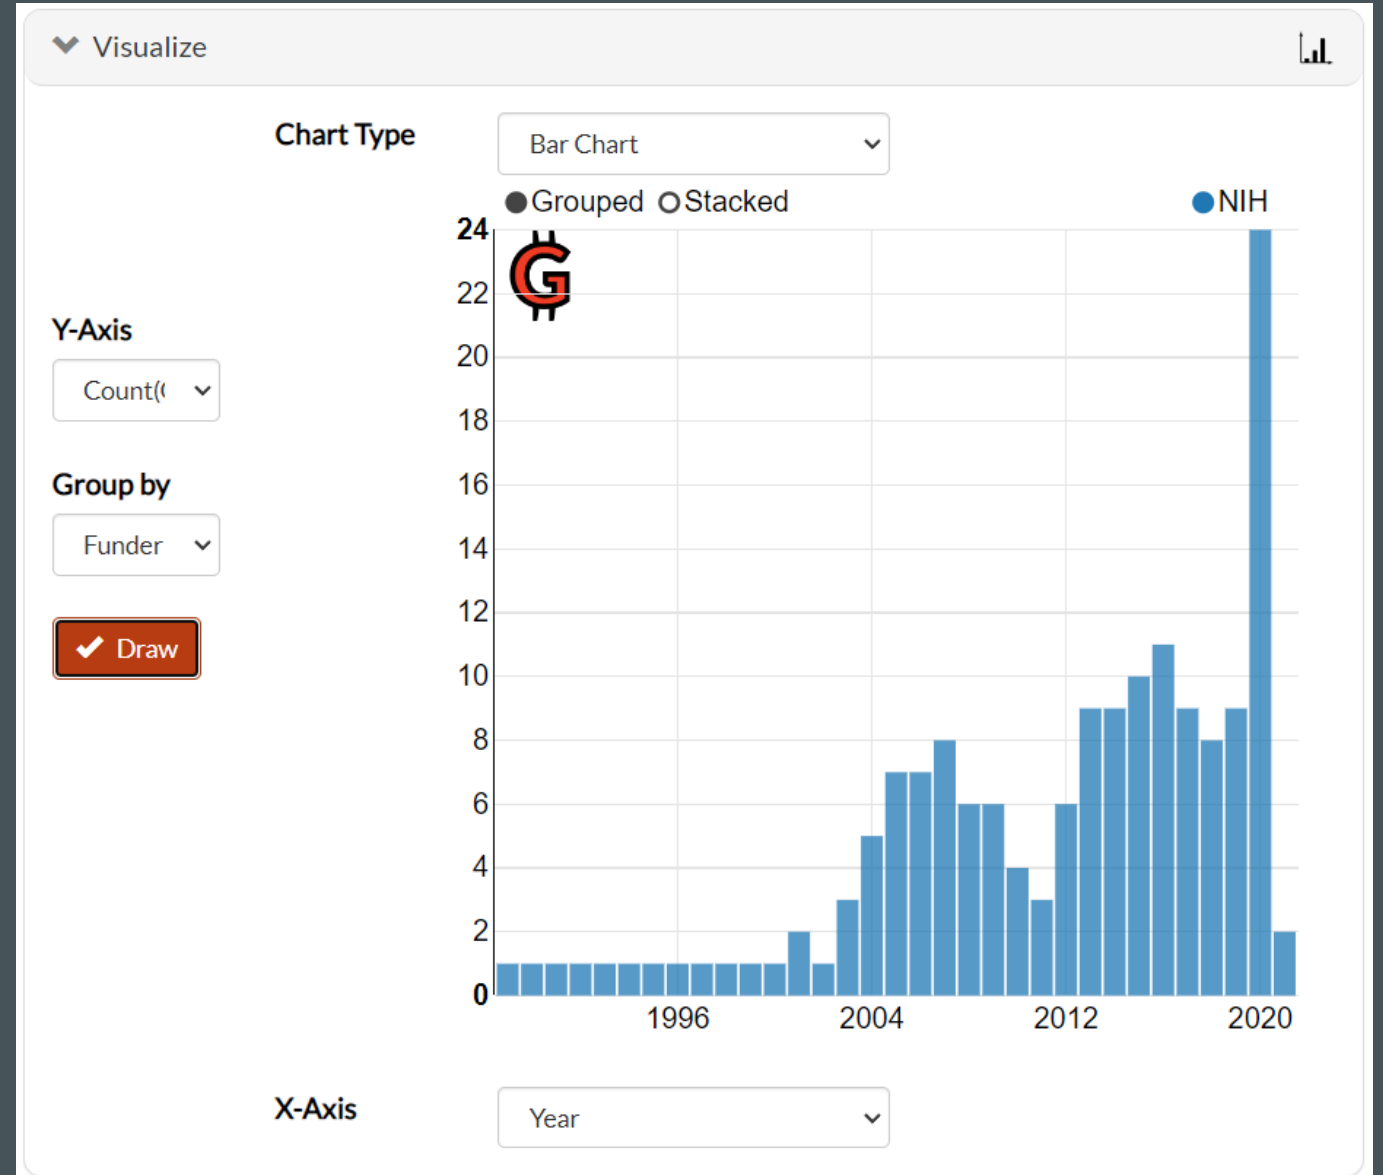 Visualize
Chart Type
Bar Chart
Grouped Stacked NIH
24
22
20
18
16
14
12
10
8
6
4
2
0
Y-Axis
Count(
Group by
Funder
Draw
G
1996 2004 2012 2020
X-Axis
Year